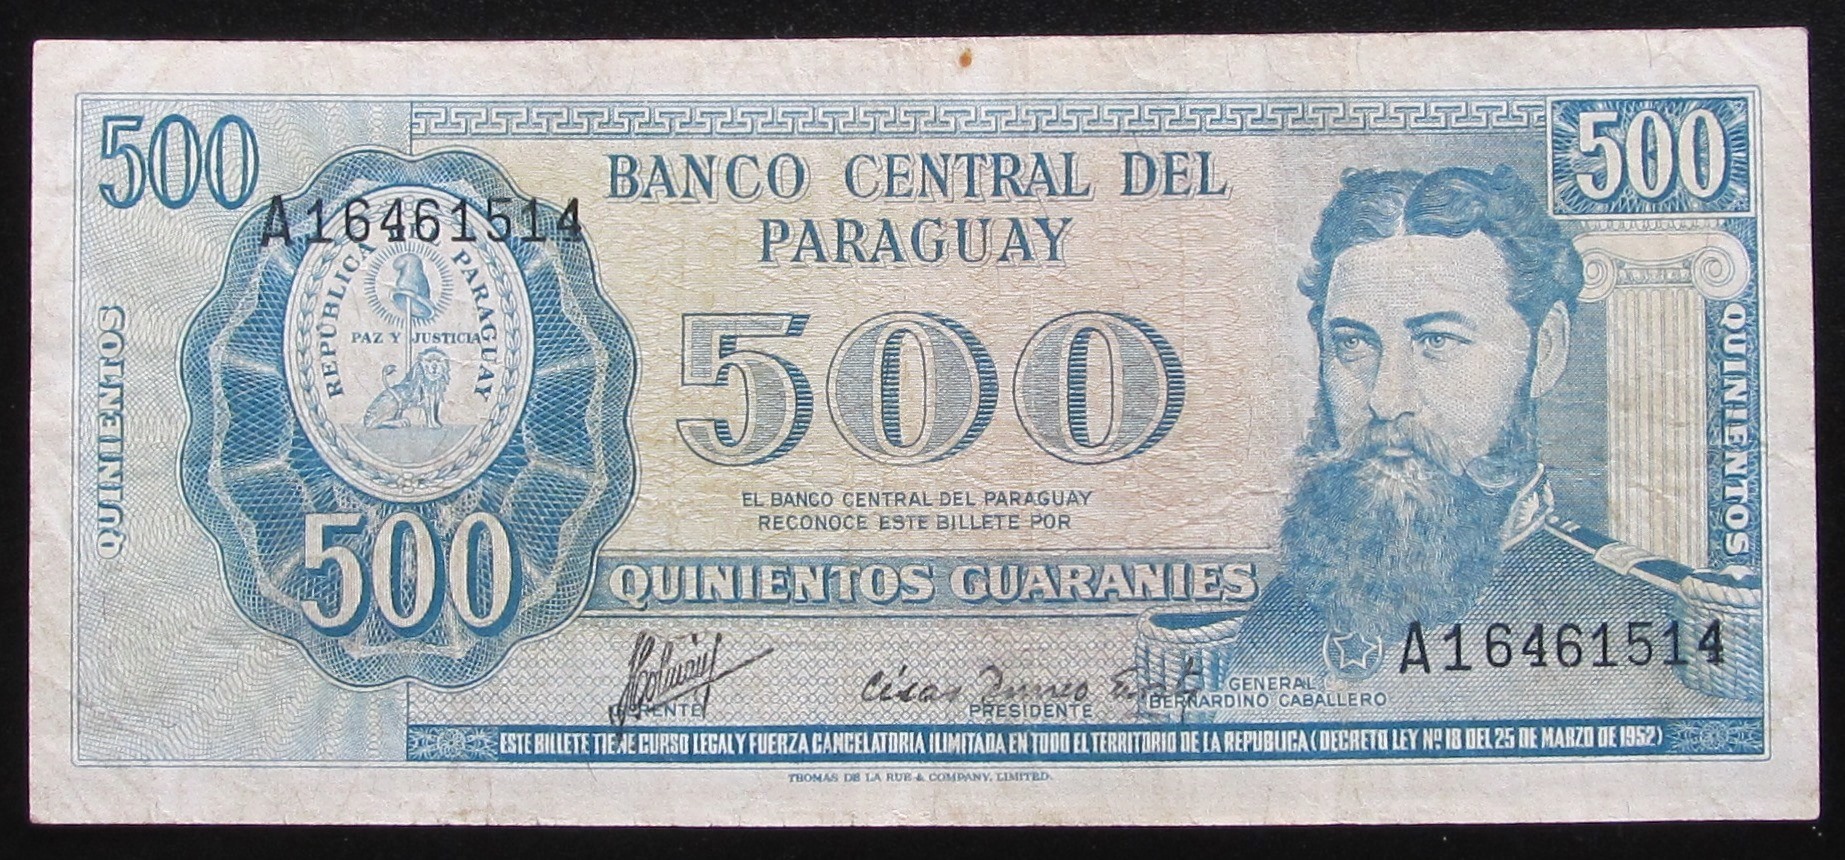 500
500
A16461514
BANCO CENTRAL DEL
PARAGUAY
REPÚBLICA PARAGUAY
PAZ Y JUSTICIA
QUINIENTOS
QUINIENTOS
500
EL BANCO CENTRAL DEL PARAGUAY
RECONOCE ESTE BILLETE POR
500
QUINIENTOS GUARANIES
A16461514
GERENTE
PRESIDENTE
GENERAL
BERNARDINO CABALLERO
ESTE BILLETE TIENE CURSO LEGAL Y FUERZA CANCELATORIA ILIMITADA EN TODO EL TERRITORIO DE LA REPUBLICA (DECRETO LEY Nº 18 DEL 25 DE MARZO DE 1952)
THOMAS DE LA RUE & COMPANY, LIMITED.